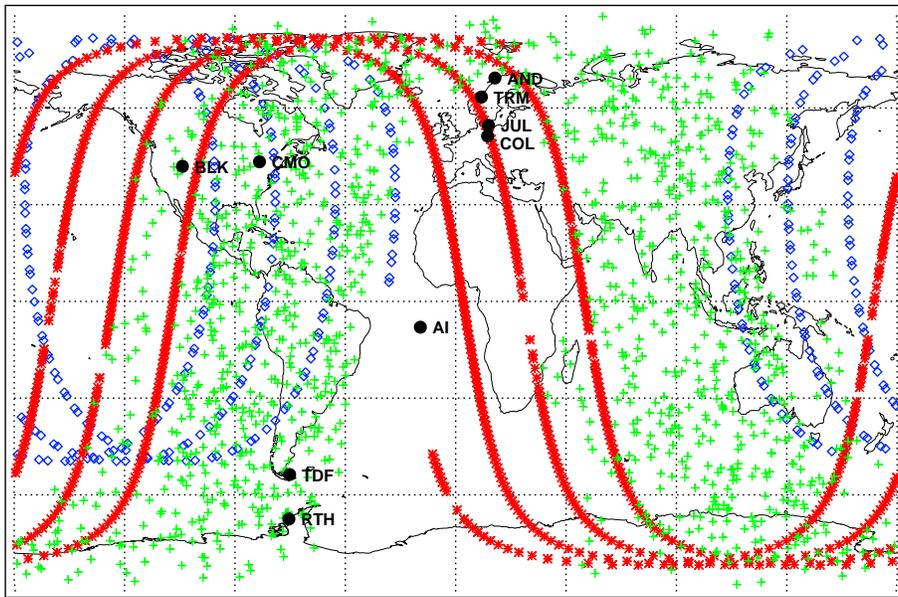 AND
TRM
JUL
COL
BLK
CMO
AI
TDF
RTH